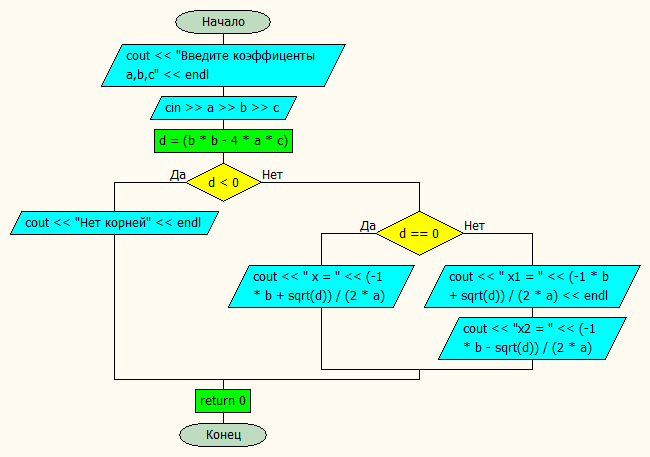 Начало
cout << "Введите коэффиценты
a,b,c" << endl
cin >> a >> b >> c
d = (b * b - 4 * a * c)
Да
d < 0
Нет
cout << "Нет корней" << endl
Да
d == 0
Нет
cout << " x = " << (-1
* b + sqrt(d)) / (2 * a)
cout << " x1 = " << (-1 * b
+ sqrt(d)) / (2 * a) << endl
cout << "x2 = " << (-1
* b - sqrt(d)) / (2 * a)
return 0
Конец